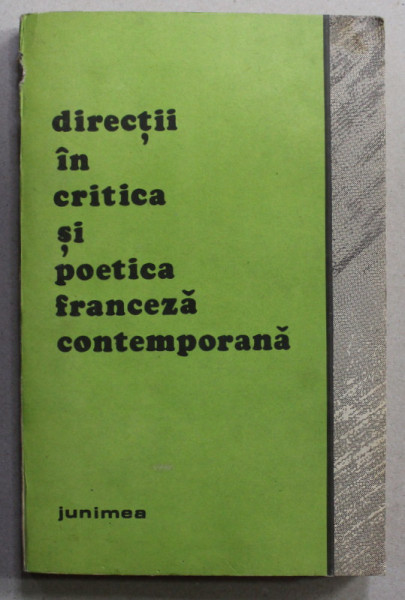 direcții
în
critica
și
poetica
franceză
contemporană
junimea